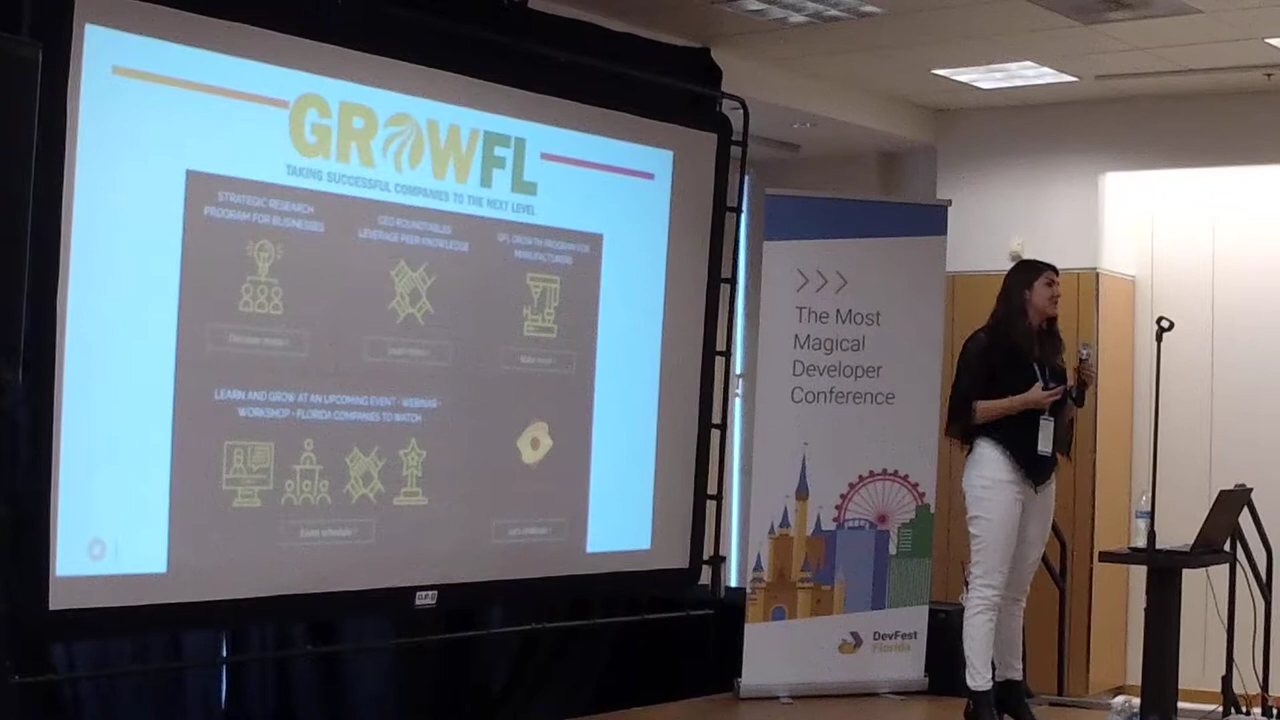 GROWFL
TAKING SUCCESSFUL COMPANIES TO THE NEXT LEVEL
STRATEGIC RESEARCH
PROGRAM FOR BUSINESSES
CEO ROUNDTABLES
LEVERAGE PEER KNOWLEDGE
GFL GROWTH PROGRAM FOR
MANUFACTURERS
LEARN AND GROW AT AN UPCOMING EVENT - WEBINAR -
WORKSHOP - FLORIDA COMPANIES TO WATCH
The Most
Magical
Developer
Conference
DevFest
Florida